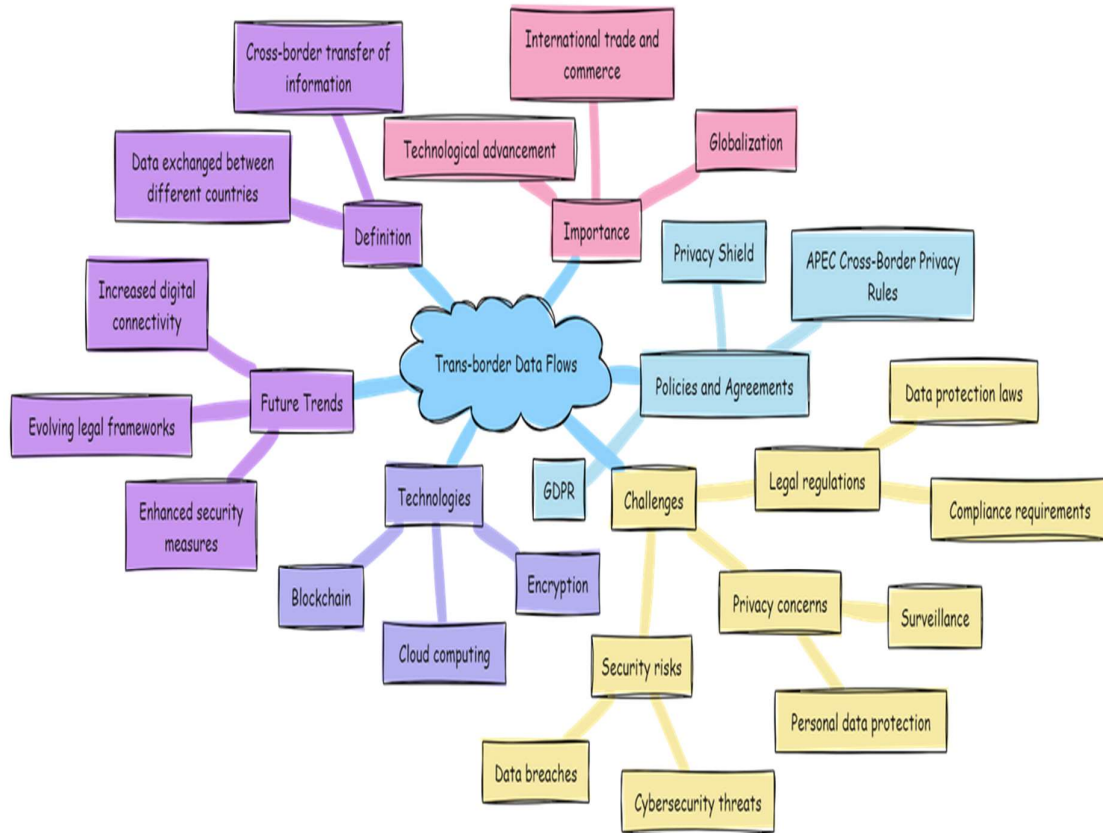 Cross-border transfer of
information
International trade and
commerce
Technological advancement
Globalization
Data exchanged between
different countries
Definition
Importance
Privacy Shield
APEC Cross-Border Privacy
Rules
Increased digital
connectivity
Trans-border Data Flows
Policies and Agreements
Future Trends
Evolving legal frameworks
Data protection laws
Enhanced security
measures
Technologies
GDPR
Challenges
Legal regulations
Compliance requirements
Blockchain
Encryption
Cloud computing
Privacy concerns
Surveillance
Security risks
Personal data protection
Data breaches
Cybersecurity threats